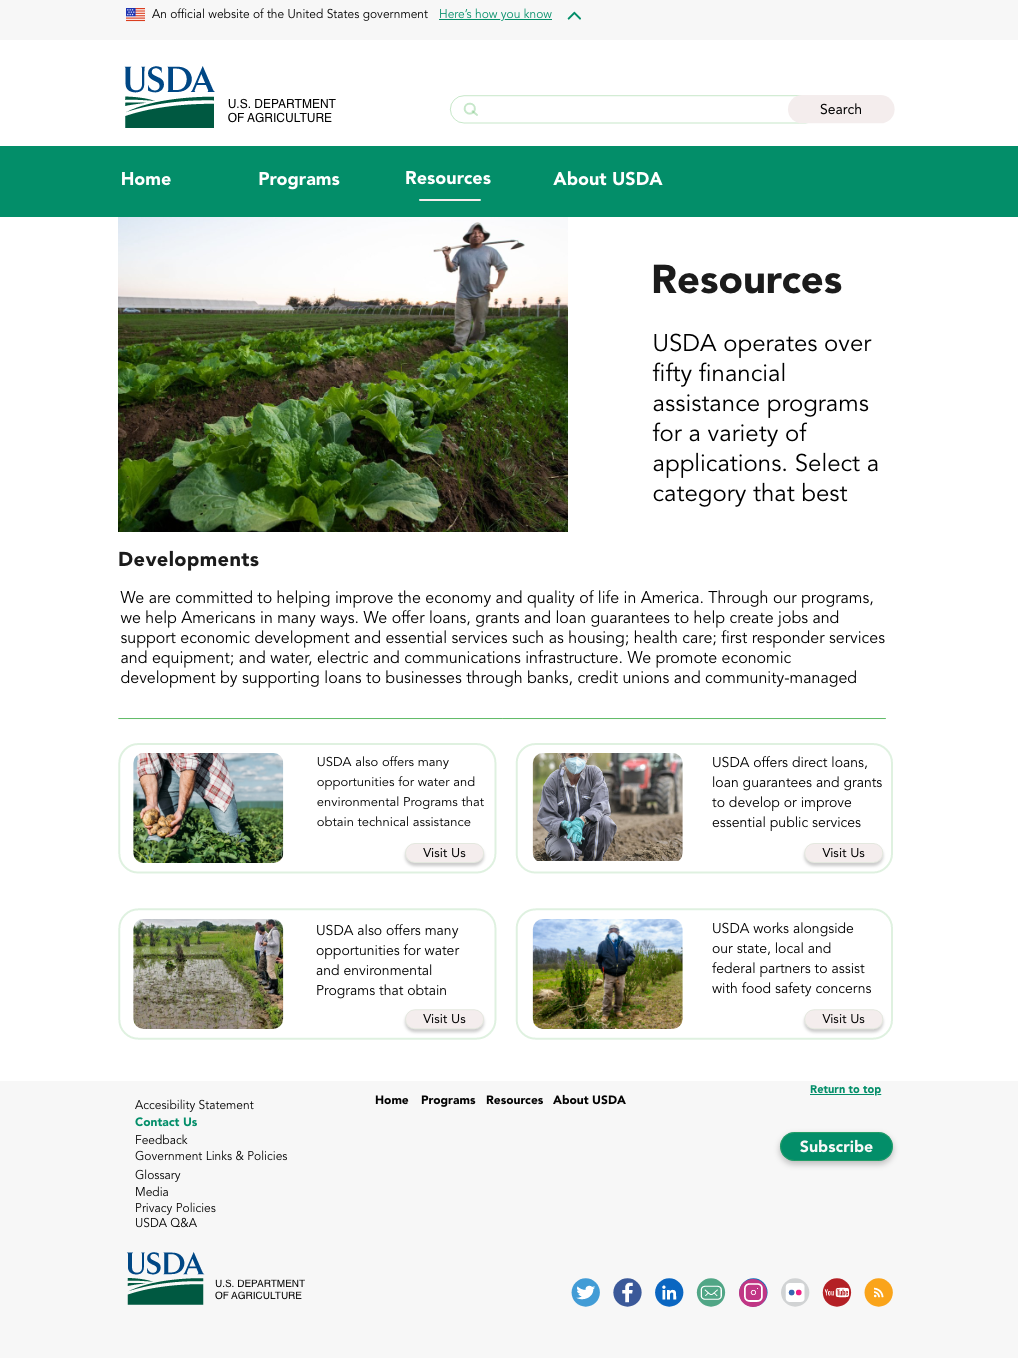 An official website of the United States government Here's how you know
USDA
U.S. DEPARTMENT
OF AGRICULTURE
Search
Home Programs Resources About USDA
Resources
USDA operates over
fifty financial
assistance programs
for a variety of
applications. Select a
category that best
Developments
We are committed to helping improve the economy and quality of life in America. Through our programs,
we help Americans in many ways. We offer loans, grants and loan guarantees to help create jobs and
support economic development and essential services such as housing; health care; first responder services
and equipment; and water, electric and communications infrastructure. We promote economic
development by supporting loans to businesses through banks, credit unions and community-managed
USDA also offers many
opportunities for water and
environmental Programs that
obtain technical assistance
Visit Us
USDA offers direct loans,
loan guarantees and grants
to develop or improve
essential public services
Visit Us
USDA also offers many
opportunities for water
and environmental
Programs that obtain
Visit Us
USDA works alongside
our state, local and
federal partners to assist
with food safety concerns
Visit Us
Accesibility Statement
Contact Us
Feedback
Government Links & Policies
Glossary
Media
Privacy Policies
USDA Q&A
Home Programs Resources About USDA
Return to top
Subscribe
USDA
U.S. DEPARTMENT
OF AGRICULTURE
in
You Tube